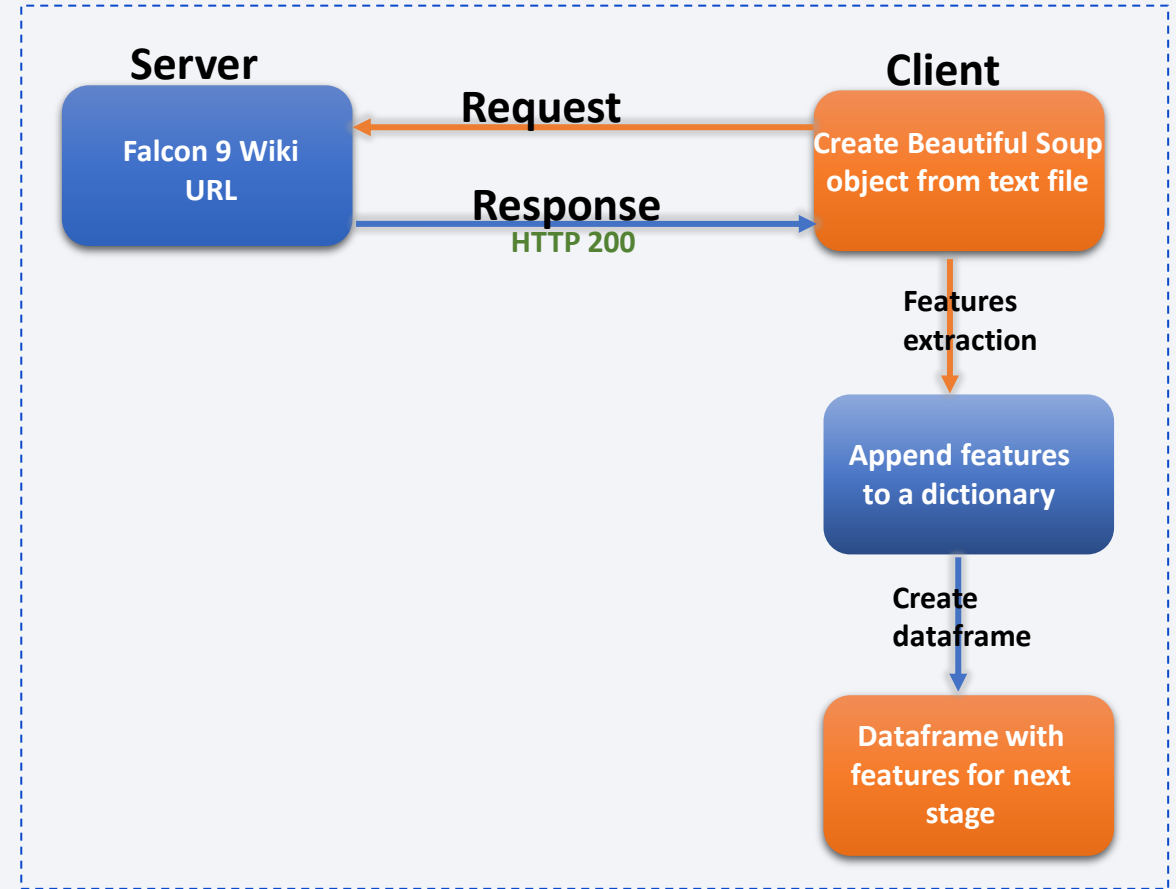 Server
Client
Request
Falcon 9 Wiki
URL
Create Beautiful Soup
object from text file
Response
HTTP 200
Features
extraction
Append features
to a dictionary
Create
dataframe
Dataframe with
features for next
stage